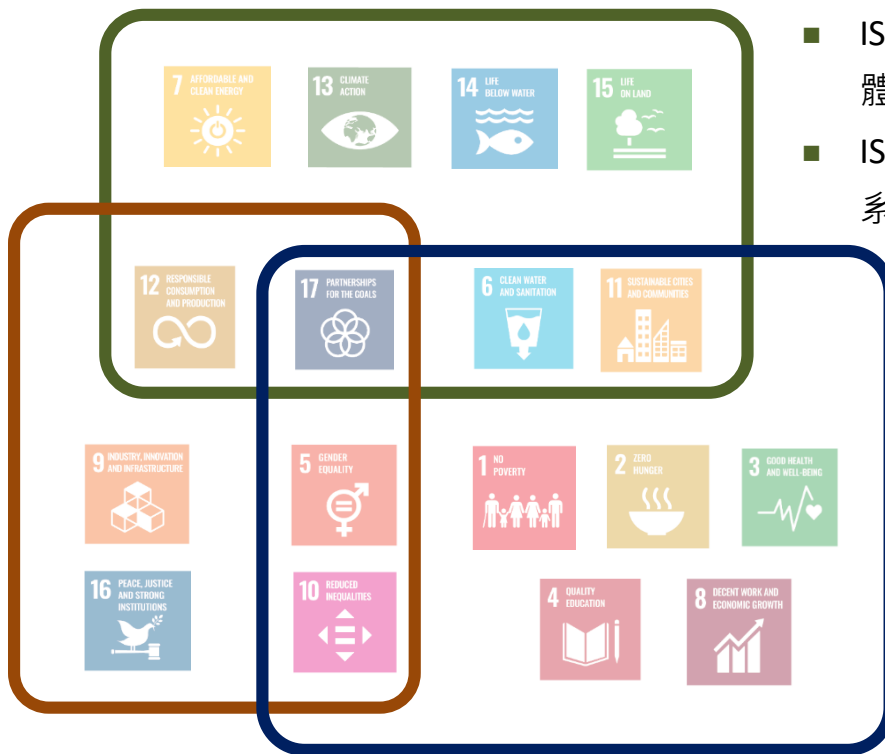 ■ IS
體
■ IS
系
7 AFFORDABLE AND
CLEAN ENERGY
13 CLIMATE
ACTION
14 LIFE
BELOW WATER
15 LIFE
ON LAND
12 RESPONSIBLE
CONSUMPTION
AND PRODUCTION
17 PARTNERSHIPS
FOR THE GOALS
6 CLEAN WATER
AND SANITATION
11 SUSTAINABLE CITIES
AND COMMUNITIES
9 INDUSTRY, INNOVATION
AND INFRASTRUCTURE
5 GENDER
EQUALITY
1 NO
POVERTY
2 ZERO
HUNGER
3 GOOD HEALTH
AND WELL-BEING
16 PEACE, JUSTICE
AND STRONG
INSTITUTIONS
10 REDUCED
INEQUALITIES
4 QUALITY
EDUCATION
8 DECENT WORK AND
ECONOMIC GROWTH